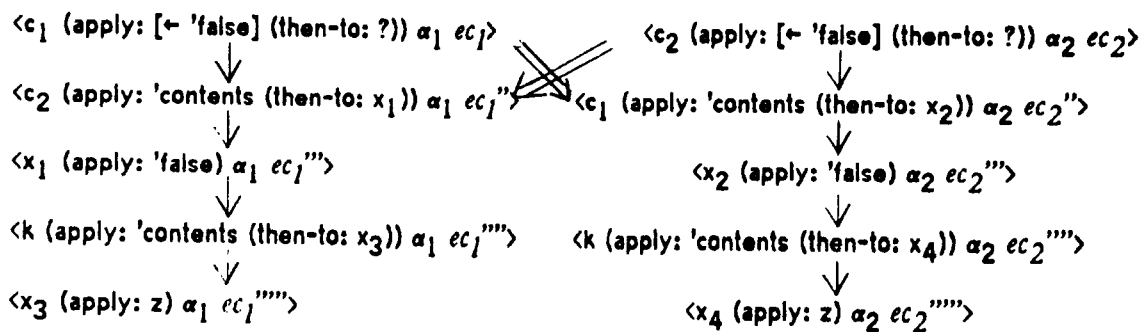 <c₁ (apply: [← 'false] (then-to: ?)) α₁ ec₁> <c₂ (apply: [← 'false] (then-to: ?)) α₂ ec₂>
<c₂ (apply: 'contents (then-to: x₁)) α₁ ec₁''> <c₁ (apply: 'contents (then-to: x₂)) α₂ ec₂''>
<x₁ (apply: 'false) α₁ ec₁'''> <x₂ (apply: 'false) α₂ ec₂'''>
<k (apply: 'contents (then-to: x₃)) α₁ ec₁''''> <k (apply: 'contents (then-to: x₄)) α₂ ec₂''''>
<x₃ (apply: z) α₁ ec₁'''''> <x₄ (apply: z) α₂ ec₂'''''>